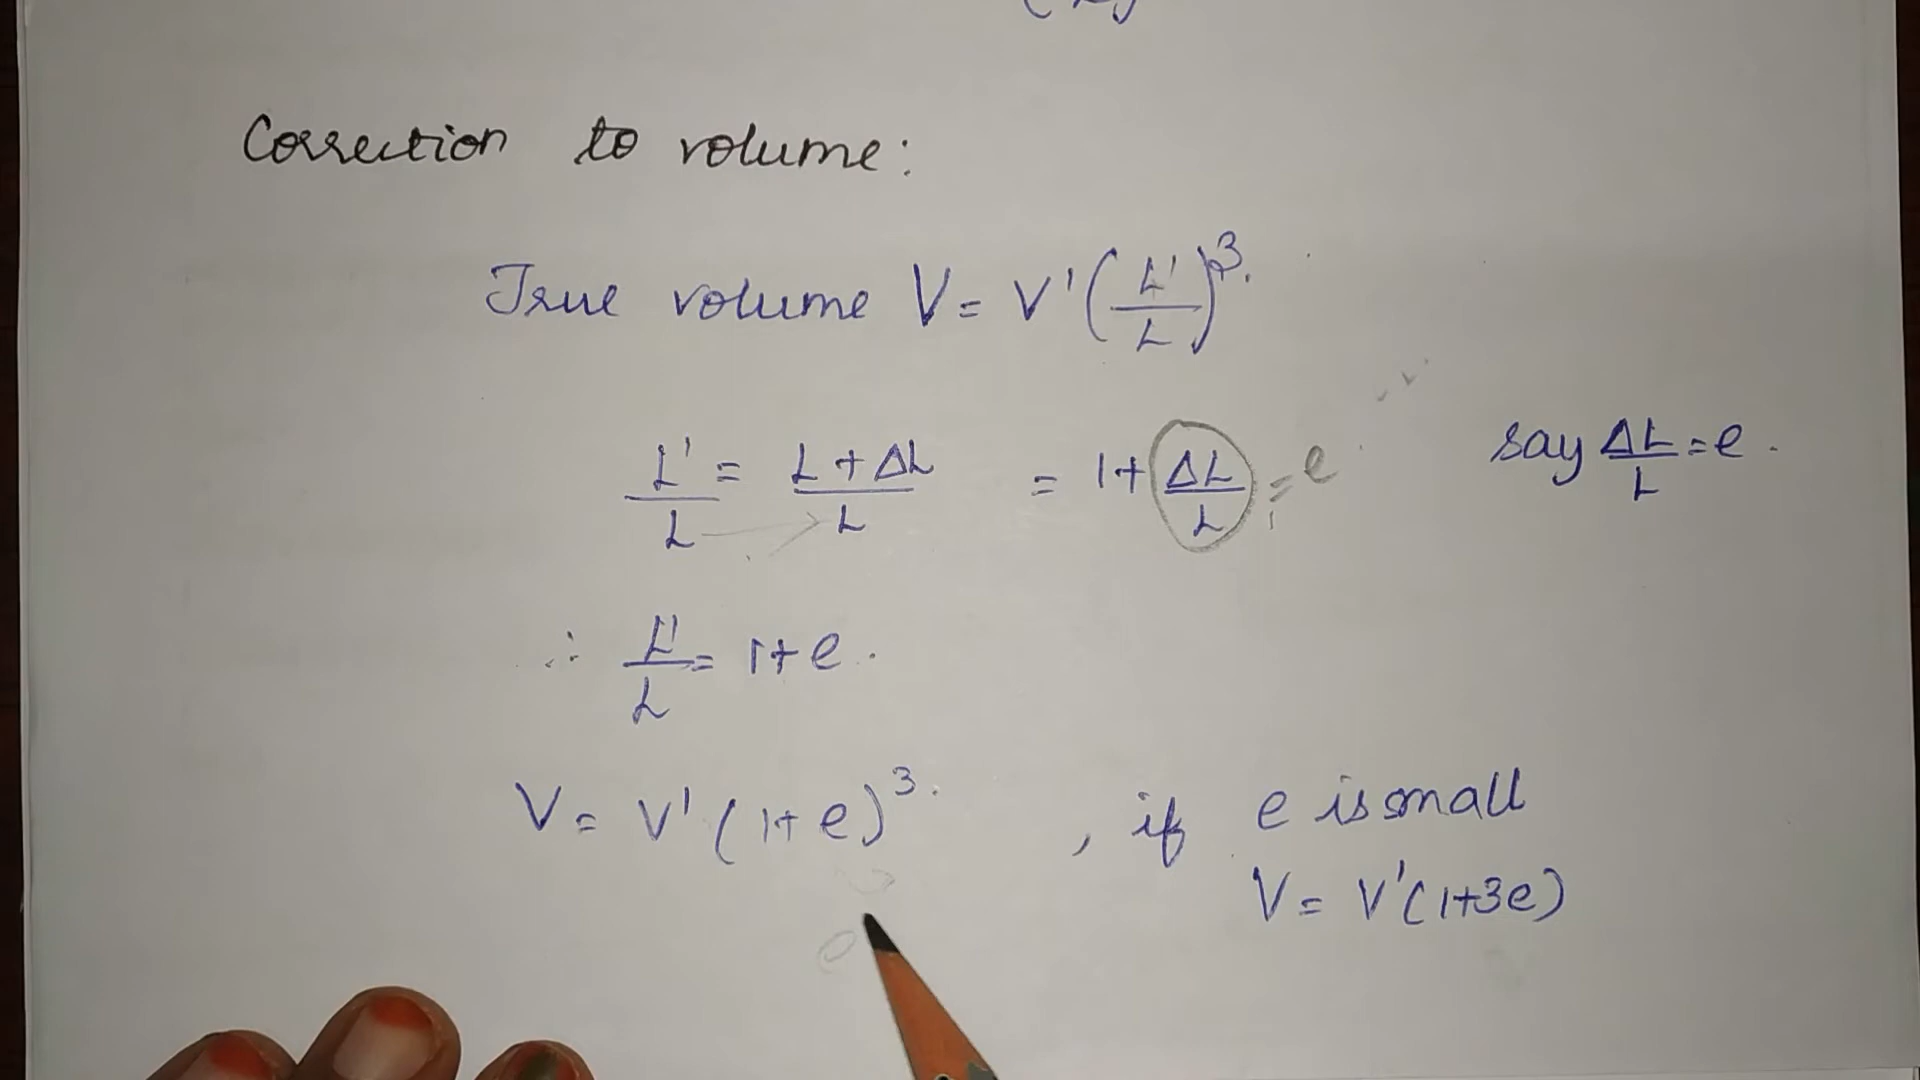 Correction to volume:
True volume V = V' (L'/L)³.
L'/L = L + ΔL/L = 1 + ΔL/L = e say ΔL/L = e.
∴ L'/L = 1 + e.
V = V' (1 + e)³. , if e is small
V = V' (1+3e)